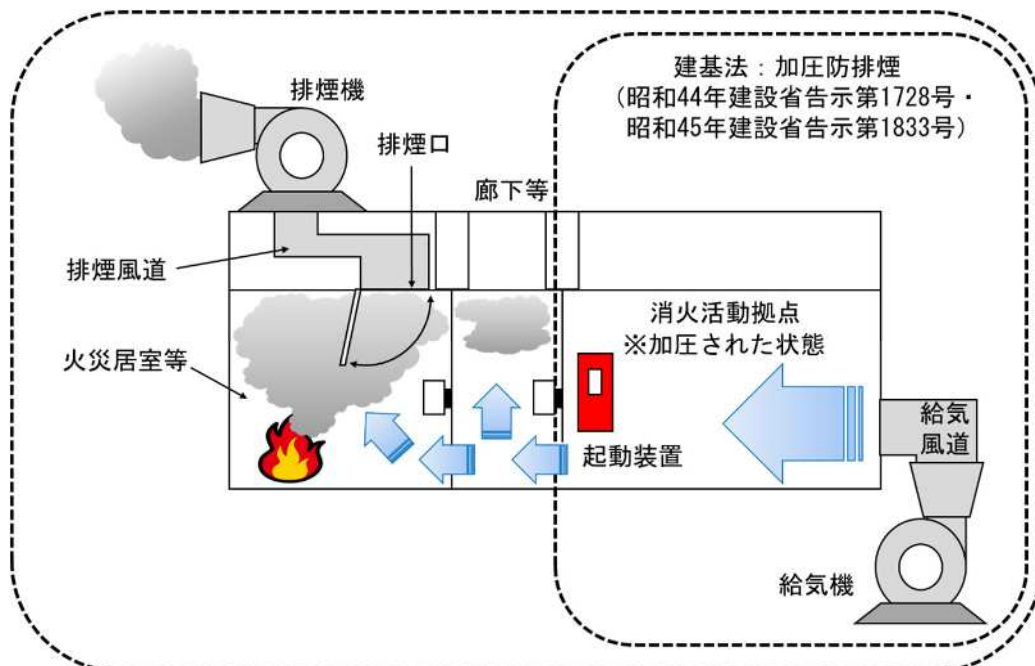 建基法：加圧防排煙
（昭和44年建設省告示第1728号・
昭和45年建設省告示第1833号）
排煙機
排煙口
廊下等
排煙風道
消火活動拠点
※加圧された状態
火災居室等
給気
風道
起動装置
給気機